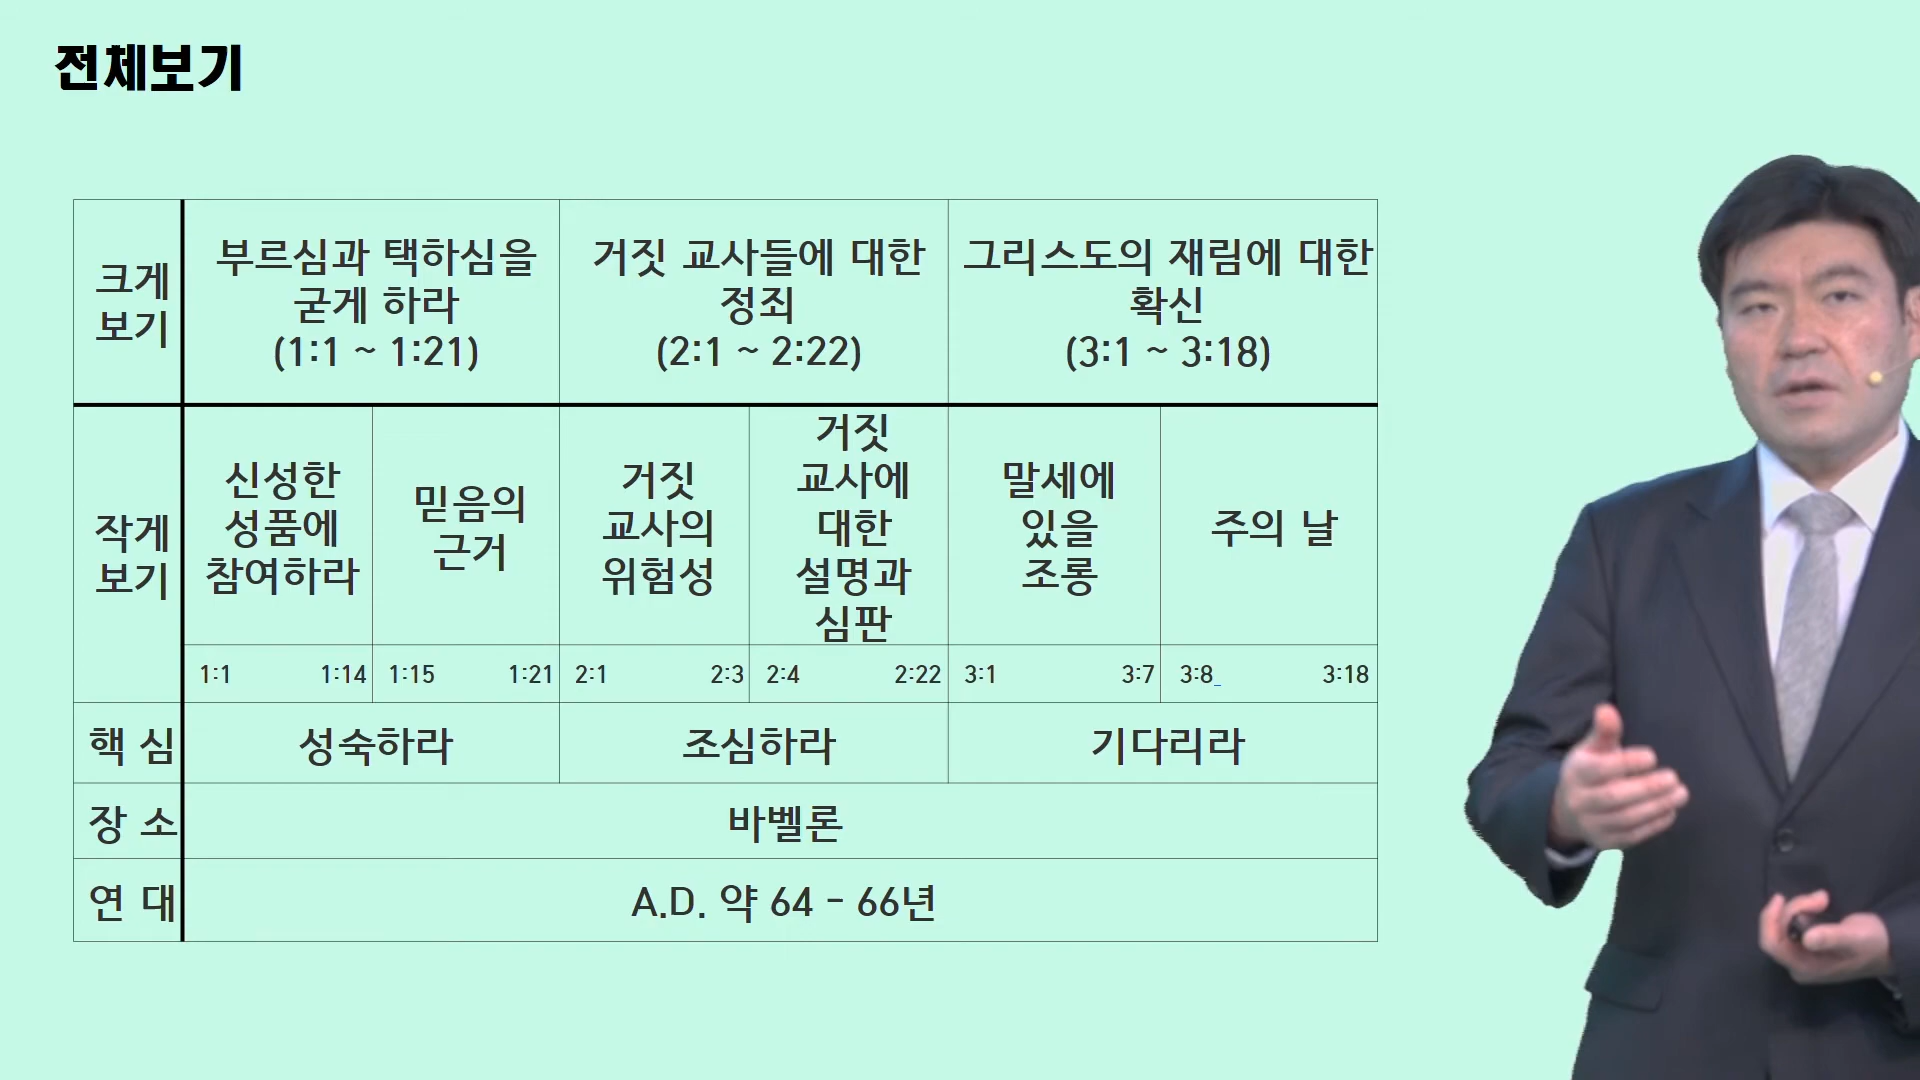 전체보기
크게
보기
부르심과 택하심을
굳게 하라
(1:1 ~ 1:21)
거짓 교사들에 대한
정죄
(2:1 ~ 2:22)
그리스도의 재림에 대한
확신
(3:1 ~ 3:18)
작게
보기
신성한
성품에
참여하라
믿음의
근거
거짓
교사의
위험성
거짓
교사에
대한
설명과
심판
말세에
있을
조롱
주의 날
1:1 1:14
1:15 1:21
2:1 2:3
2:4 2:22
3:1 3:7
3:8_ 3:18
핵 심
성숙하라
조심하라
기다리라
장 소
바벨론
연 대
A.D. 약 64 - 66년